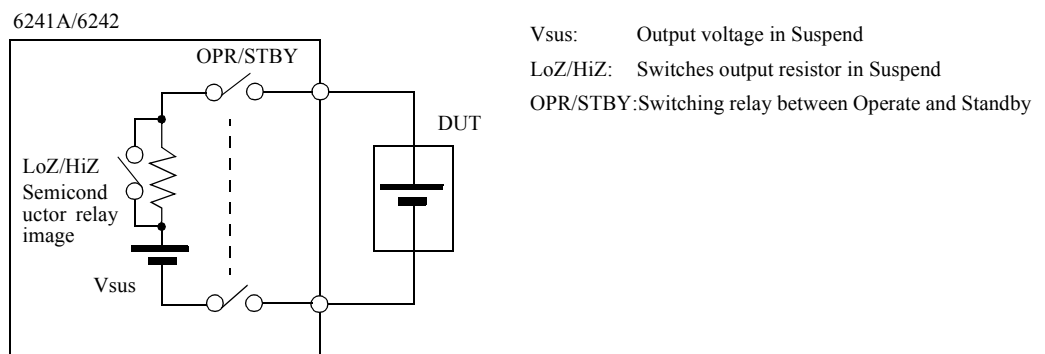 6241A/6242
OPR/STBY
DUT
LoZ/HiZ
Semicond
uctor relay
image
Vsus
Vsus: Output voltage in Suspend
LoZ/HiZ: Switches output resistor in Suspend
OPR/STBY:Switching relay between Operate and Standby